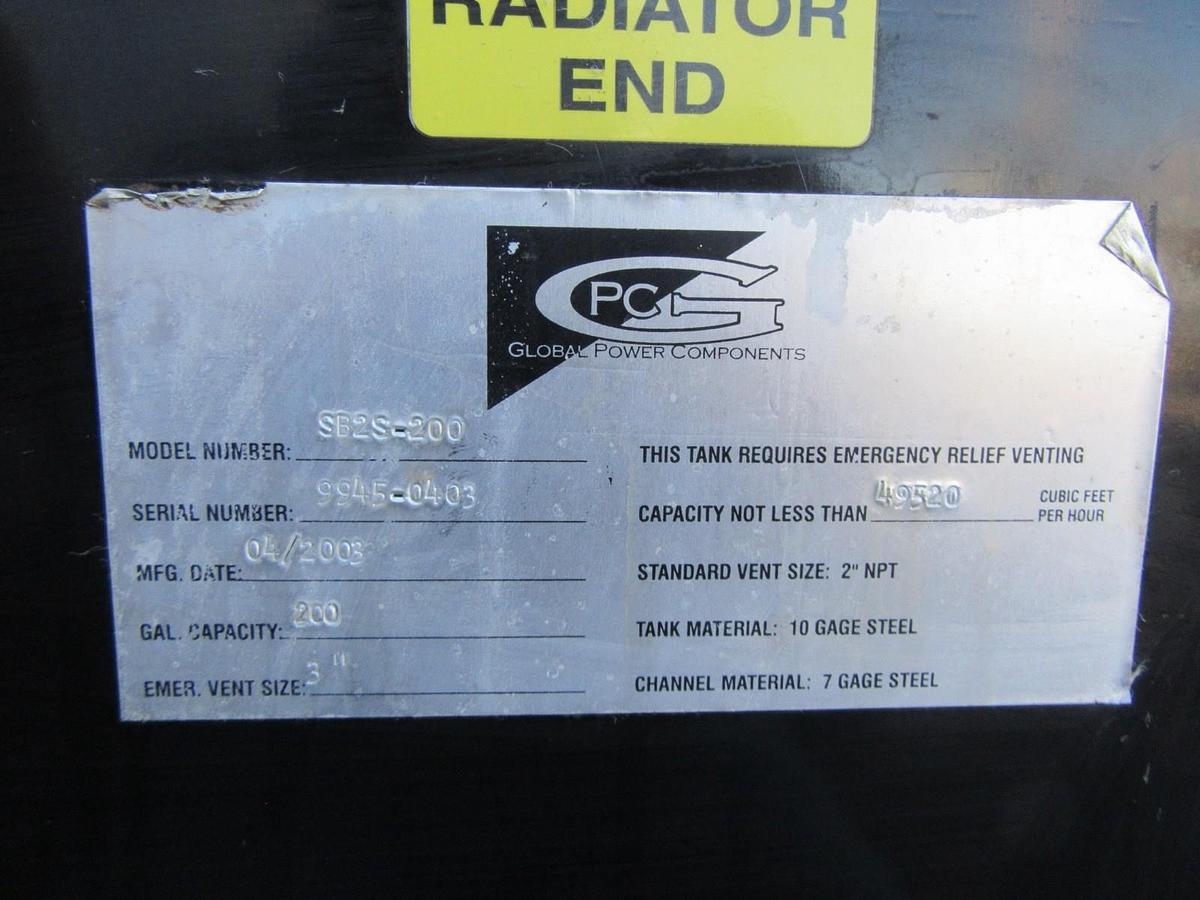 RADIATOR
END
GPC
GLOBAL POWER COMPONENTS
MODEL NUMBER: SB2S-200
SERIAL NUMBER: 9945-0403
MFG. DATE: 04/2003
GAL. CAPACITY: 200
EMER. VENT SIZE: 3"
THIS TANK REQUIRES EMERGENCY RELIEF VENTING
CAPACITY NOT LESS THAN 49520 CUBIC FEET PER HOUR
STANDARD VENT SIZE: 2" NPT
TANK MATERIAL: 10 GAGE STEEL
CHANNEL MATERIAL: 7 GAGE STEEL